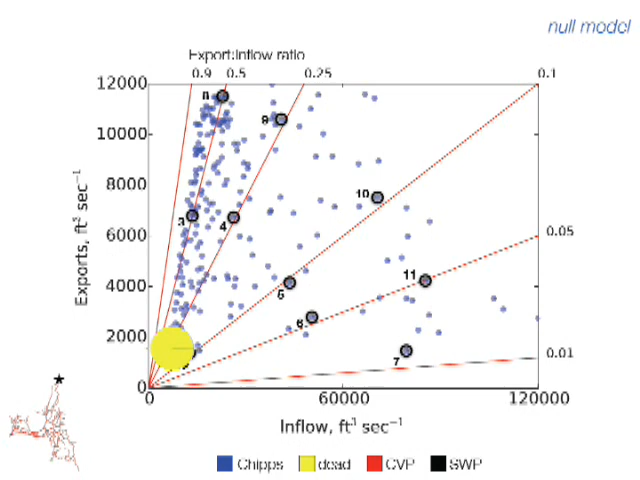 null model
Export:Inflow ratio
0.9 0.5 0.25 0.1
12000
10000
8000
6000
4000
2000
0
Exports, ft³ sec⁻¹
8
9
10
3
4
11
5
6
7
0.05
0.01
0 60000 120000
Inflow, ft³ sec⁻¹
Chipps dead CVP SWP